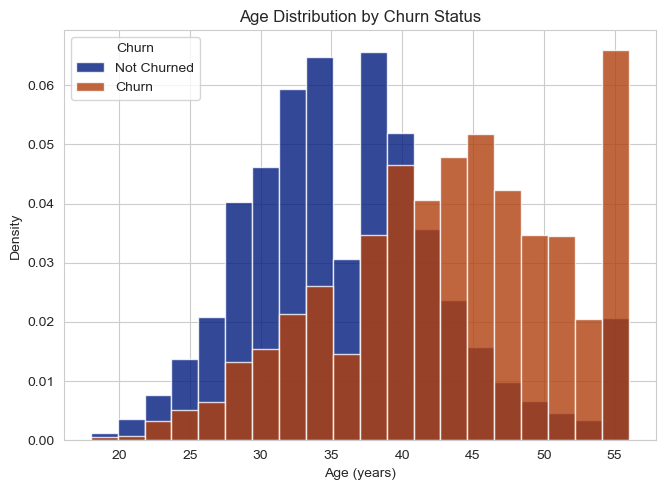 Age Distribution by Churn Status
Churn
Not Churned
Churn
Density
0.06
0.05
0.04
0.03
0.02
0.01
0.00
20 25 30 35 40 45 50 55
Age (years)